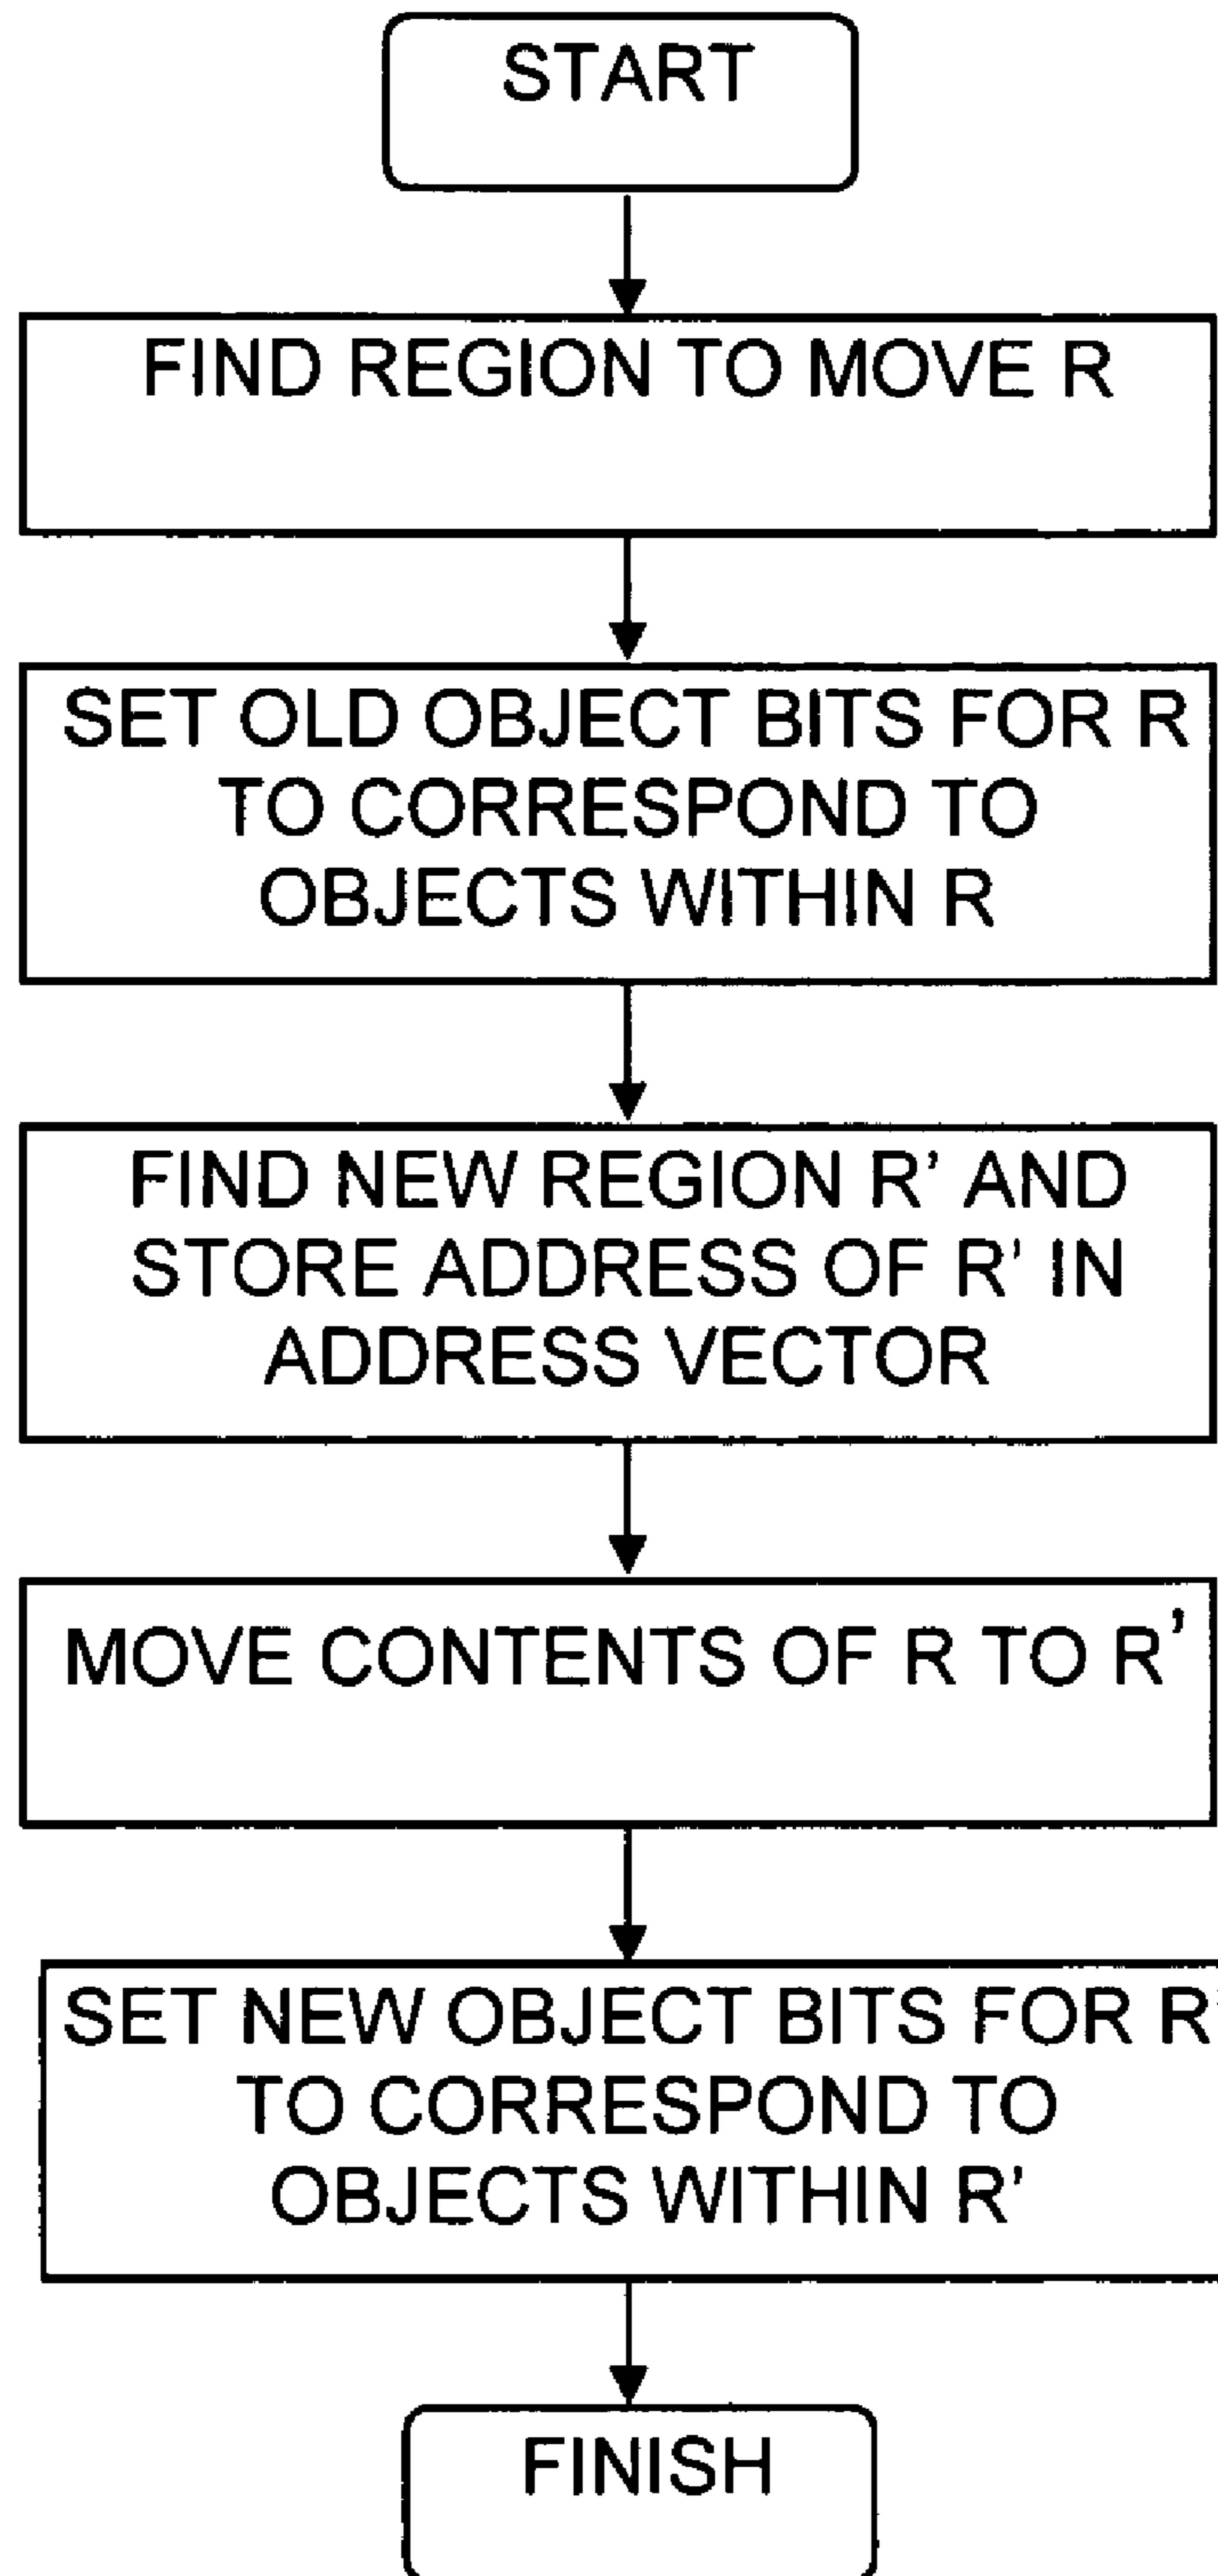 START
FIND REGION TO MOVE R
SET OLD OBJECT BITS FOR R
TO CORRESPOND TO
OBJECTS WITHIN R
FIND NEW REGION R' AND
STORE ADDRESS OF R' IN
ADDRESS VECTOR
MOVE CONTENTS OF R TO R'
SET NEW OBJECT BITS FOR R'
TO CORRESPOND TO
OBJECTS WITHIN R'
FINISH